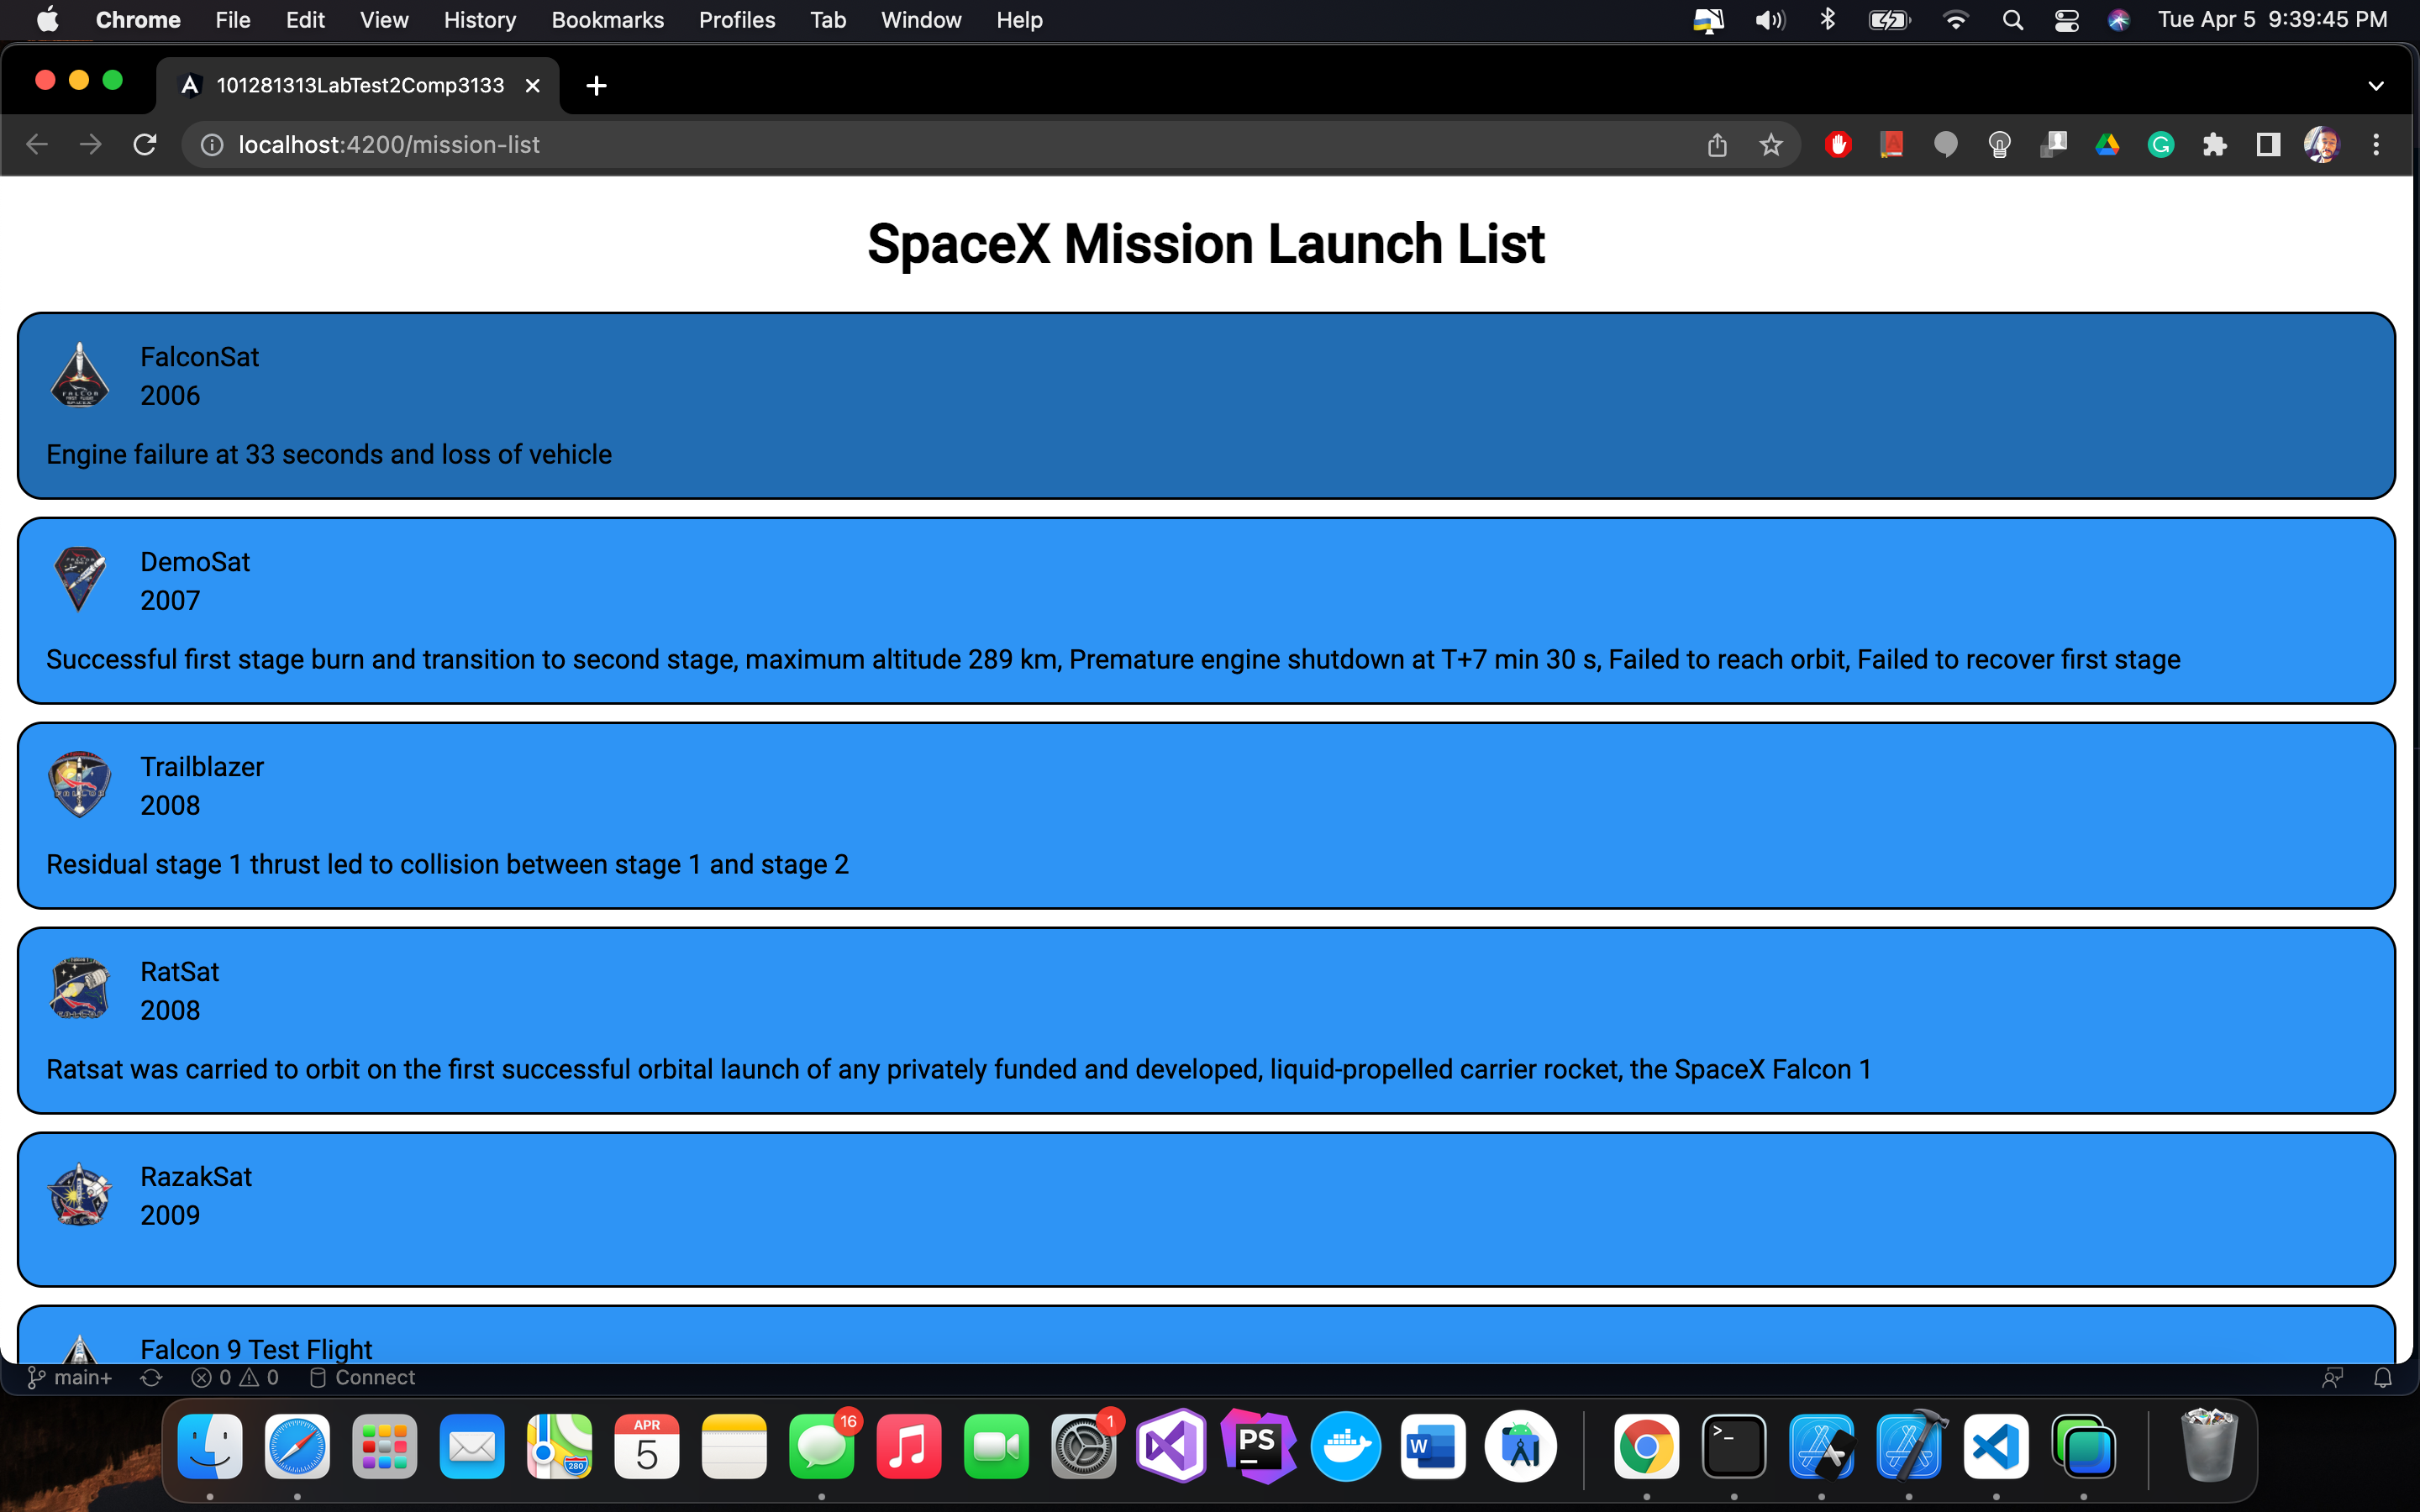 Chrome File Edit View History Bookmarks Profiles Tab Window Help Tue Apr 5 9:39:45 PM
101281313LabTest2Comp3133
localhost:4200/mission-list
SpaceX Mission Launch List
FalconSat
2006
Engine failure at 33 seconds and loss of vehicle
DemoSat
2007
Successful first stage burn and transition to second stage, maximum altitude 289 km, Premature engine shutdown at T+7 min 30 s, Failed to reach orbit, Failed to recover first stage
Trailblazer
2008
Residual stage 1 thrust led to collision between stage 1 and stage 2
RatSat
2008
Ratsat was carried to orbit on the first successful orbital launch of any privately funded and developed, liquid-propelled carrier rocket, the SpaceX Falcon 1
RazakSat
2009
Falcon 9 Test Flight
main+ 0 0 Connect
APR
5
280
16
1
PS
W
>_